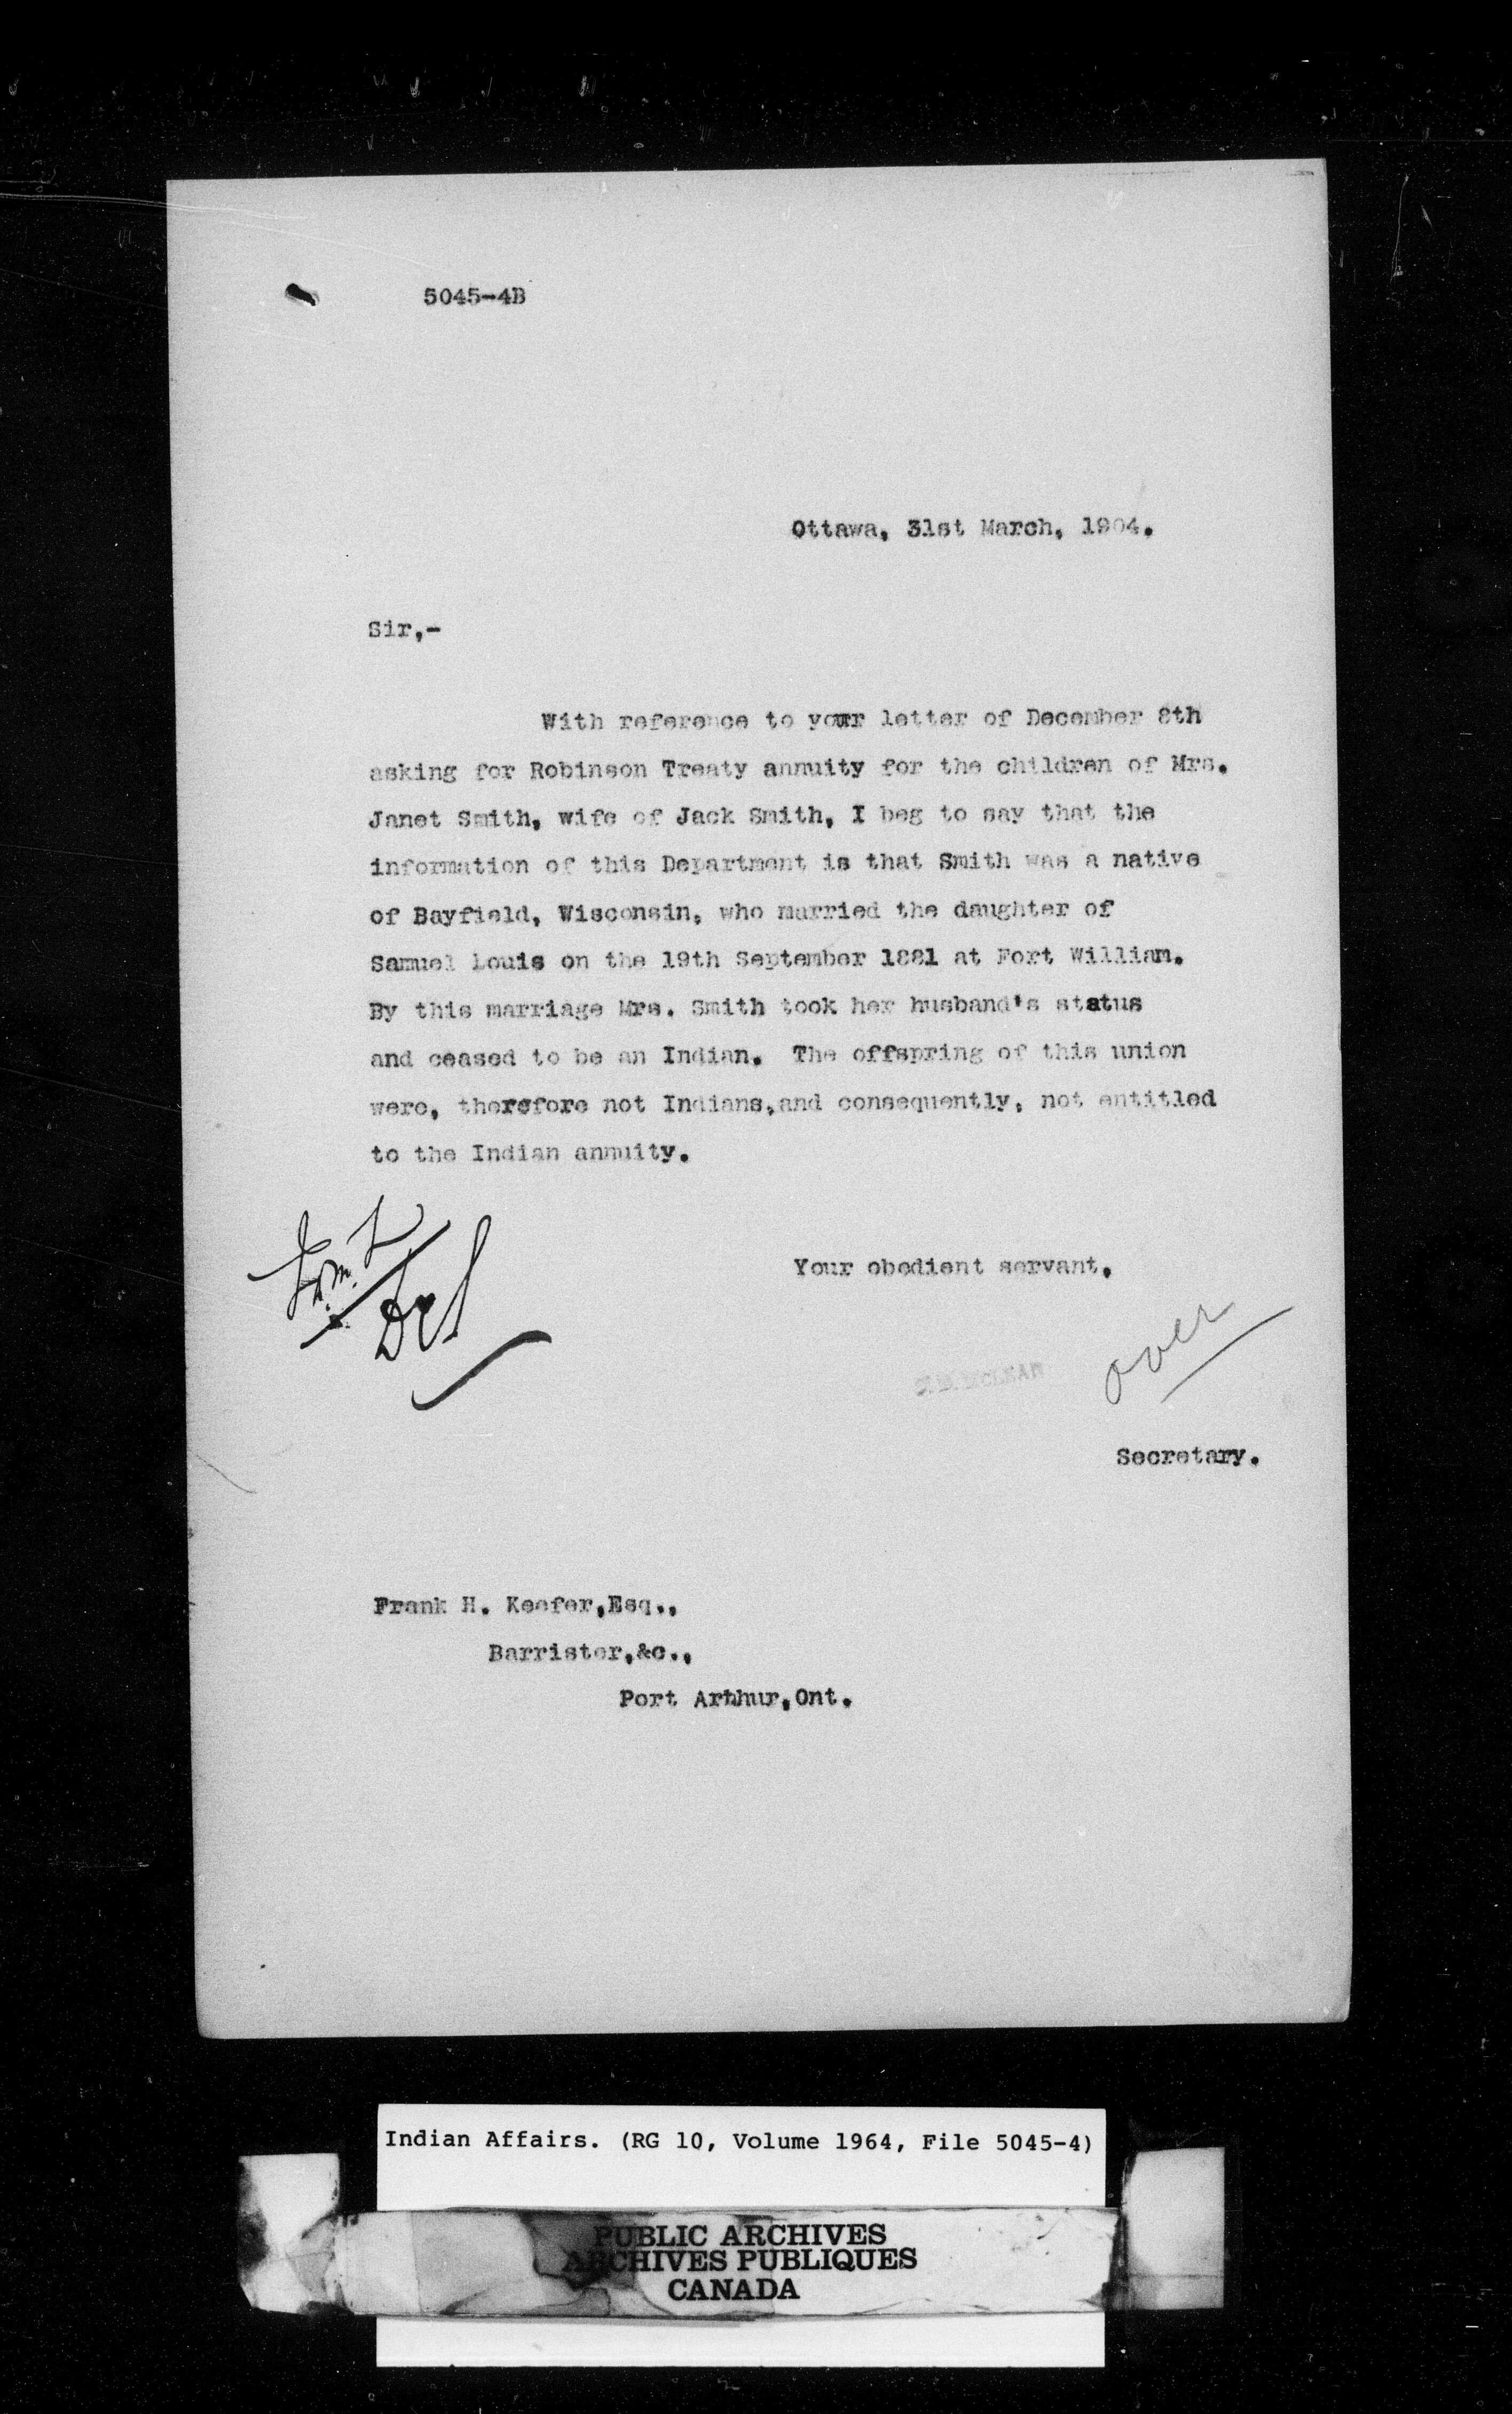 5045-4B
Ottawa, 31st March, 1904.
Sir,-
With reference to your letter of December 8th
asking for Robinson Treaty annuity for the children of Mrs.
Janet Smith, wife of Jack Smith, I beg to say that the
information of this Department is that Smith was a native
of Bayfield, Wisconsin, who married the daughter of
Samuel Louis on the 19th September 1881 at Fort William.
By this marriage Mrs. Smith took her husband's status
and ceased to be an Indian. The offspring of this union
were, therefore not Indians,and consequently, not entitled
to the Indian annuity.
Your obedient servant,
over
McLEAN
Secretary.
Frank H. Keefer,Esq.,
Barrister,&c.,
Port Arthur,Ont.
Indian Affairs. (RG 10, Volume 1964, File 5045-4)
PUBLIC ARCHIVES
ARCHIVES PUBLIQUES
CANADA